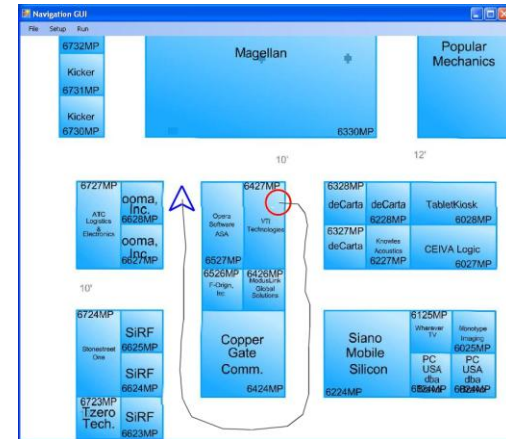 Navigation GUI
File Setup Run
6732MP
Kicker
6731MP
Kicker
6730MP
Magellan
6330MP
Popular
Mechanics
10'
12'
6727MP
ATC
Logistics
&
Electronics
ooma,
Inc.
6628MP
ooma,
Inc.
6627MP
10'
6427MP
Opera
Software
ASA
6527MP
VTI
Technologies
6526MP
F-Origin,
Inc
6426MP
ModusLink
Global
Solutions
Copper
Gate
Comm.
6424MP
6328MP
deCarta
deCarta
6228MP
TabletKiosk
6028MP
6327MP
deCarta
Knowles
Acoustics
6227MP
CEIVA Logic
6027MP
6724MP
Stonestreet
One
SiRF
6625MP
SiRF
6624MP
6723MP
Tzero
Tech.
SiRF
6623MP
Siano
Mobile
Silicon
6224MP
6125MP
Wherever
TV
Monotype
Imaging
6025MP
PC
USA
dba
PC
USA
dba